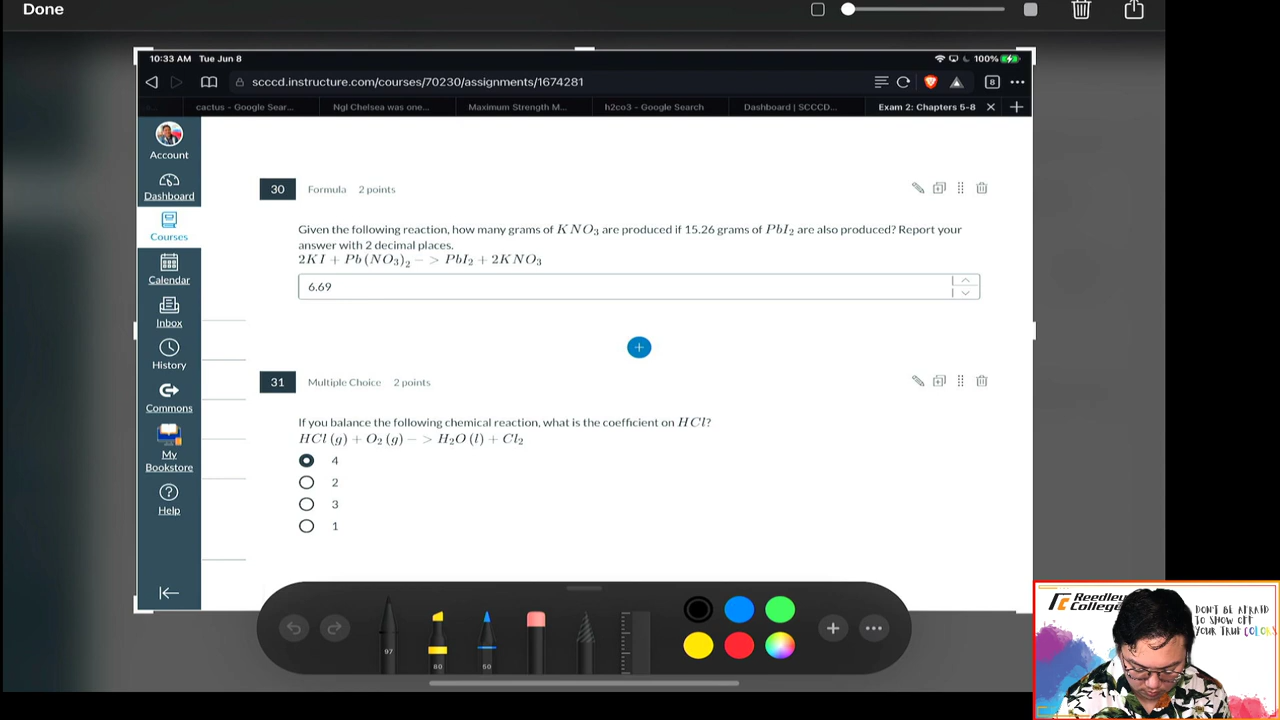 Done
10:33 AM Tue Jun 8
100%
scccd.instructure.com/courses/70230/assignments/1674281
8
cactus - Google Sear...
Ngl Chelsea was one...
Maximum Strength M...
h2co3 - Google Search
Dashboard | SCCCD...
Exam 2: Chapters 5-8
Account
Dashboard
Courses
Calendar
Inbox
History
Commons
My
Bookstore
Help
30 Formula 2 points
Given the following reaction, how many grams of KNO₃ are produced if 15.26 grams of PbI₂ are also produced? Report your
answer with 2 decimal places.
2KI + Pb(NO₃)₂ − > PbI₂ + 2KNO₃
6.69
31 Multiple Choice 2 points
If you balance the following chemical reaction, what is the coefficient on HCl?
HCl (g) + O₂ (g) − > H₂O (l) + Cl₂
4
2
3
1
97
80
50
Reedley
College
DON'T BE AFRAID
TO SHOW OFF
YOUR TRUE COLORS